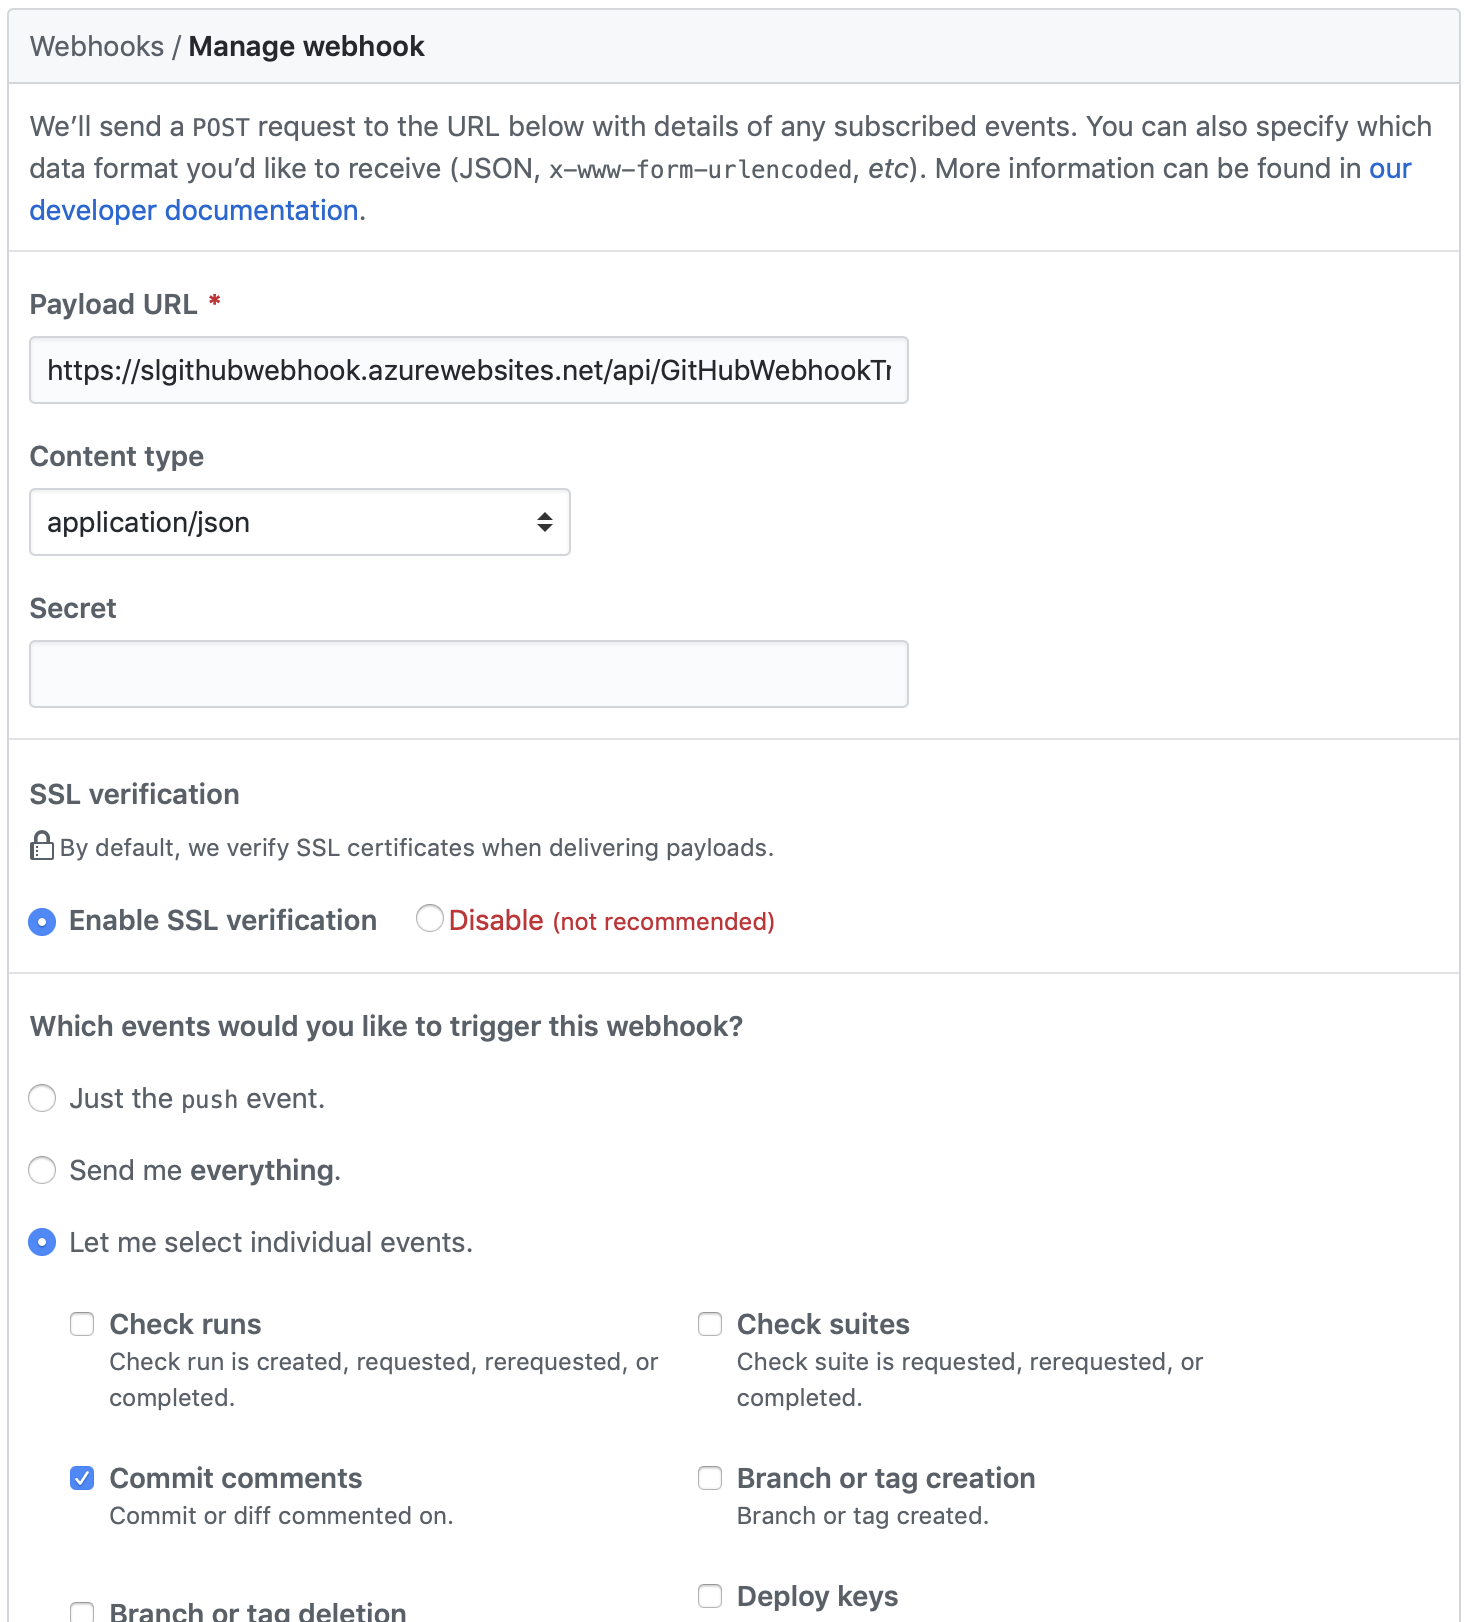 Webhooks / Manage webhook
We’ll send a POST request to the URL below with details of any subscribed events. You can also specify which
data format you’d like to receive (JSON, x-www-form-urlencoded, etc). More information can be found in our
developer documentation.
Payload URL *
https://slgithubwebhook.azurewebsites.net/api/GitHubWebhookTr
Content type
application/json
Secret
SSL verification
By default, we verify SSL certificates when delivering payloads.
Enable SSL verification Disable (not recommended)
Which events would you like to trigger this webhook?
Just the push event.
Send me everything.
Let me select individual events.
Check runs
Check run is created, requested, rerequested, or
completed.
Check suites
Check suite is requested, rerequested, or
completed.
Commit comments
Commit or diff commented on.
Branch or tag creation
Branch or tag created.
Branch or tag deletion
Deploy keys